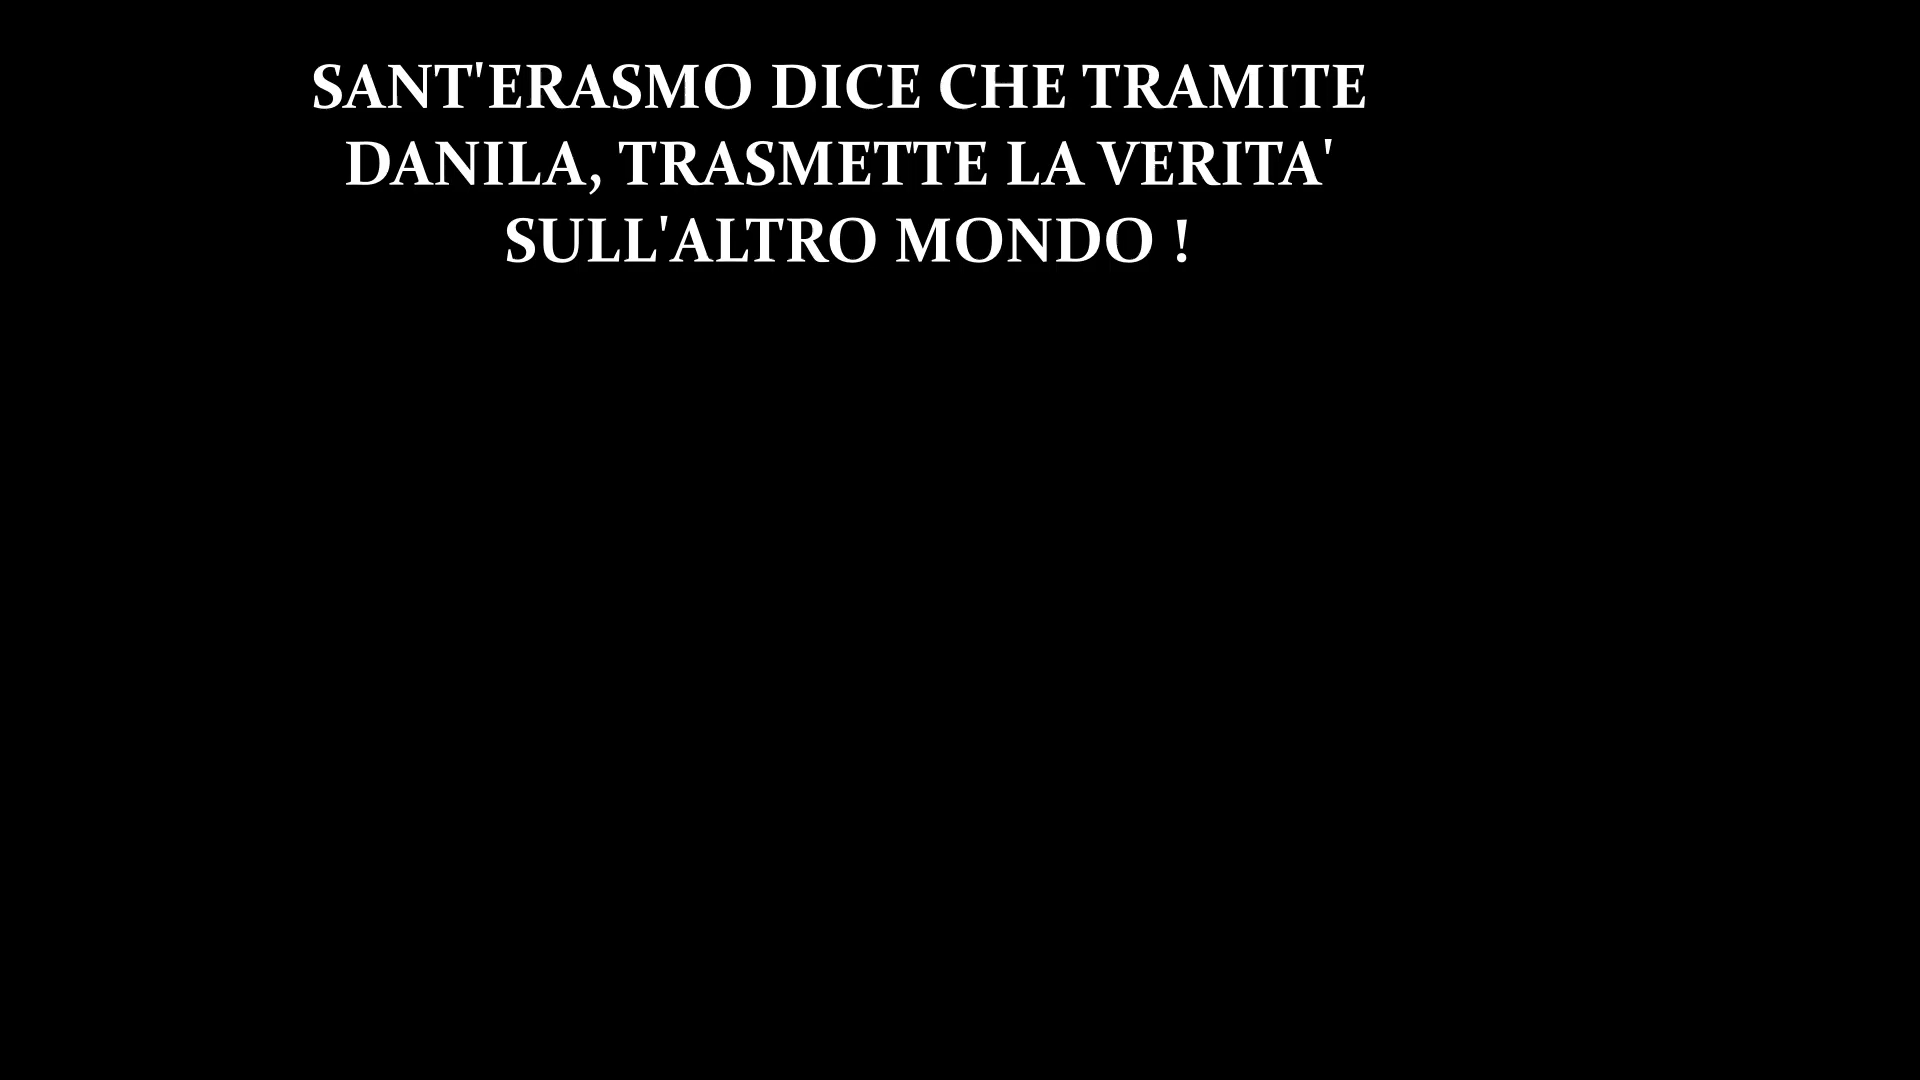 SANT'ERASMO DICE CHE TRAMITE
DANILA, TRASMETTE LA VERITA'
SULL'ALTRO MONDO !